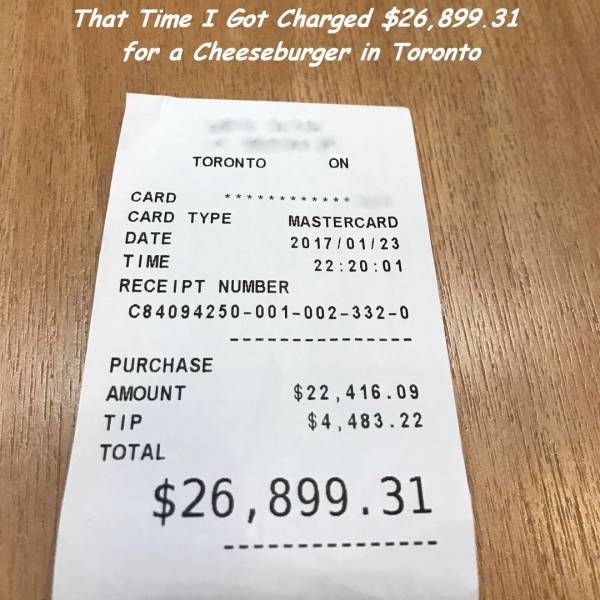 That Time I Got Charged $26,899.31
for a Cheeseburger in Toronto
TORONTO ON
CARD ************
CARD TYPE MASTERCARD
DATE 2017/01/23
TIME 22:20:01
RECEIPT NUMBER
C84094250-001-002-332-0
---------------
PURCHASE
AMOUNT $22,416.09
TIP $4,483.22
TOTAL
$26,899.31
---------------